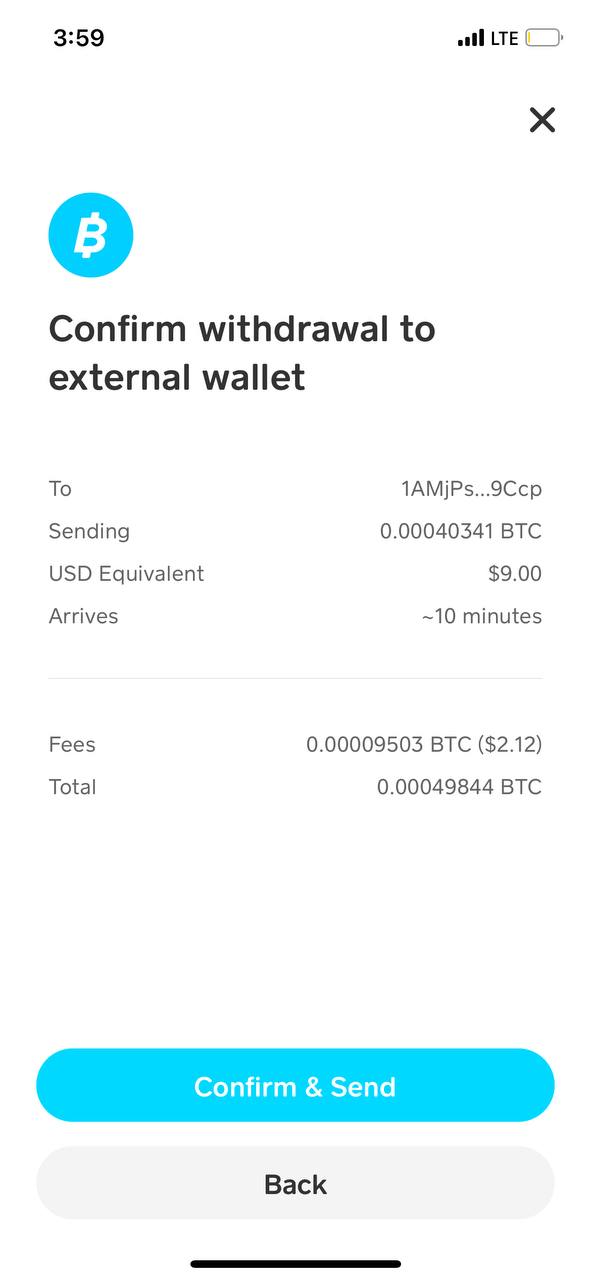 3:59 LTE
Confirm withdrawal to
external wallet
To 1AMjPs...9Ccp
Sending 0.00040341 BTC
USD Equivalent $9.00
Arrives ~10 minutes
Fees 0.00009503 BTC ($2.12)
Total 0.00049844 BTC
Confirm & Send
Back